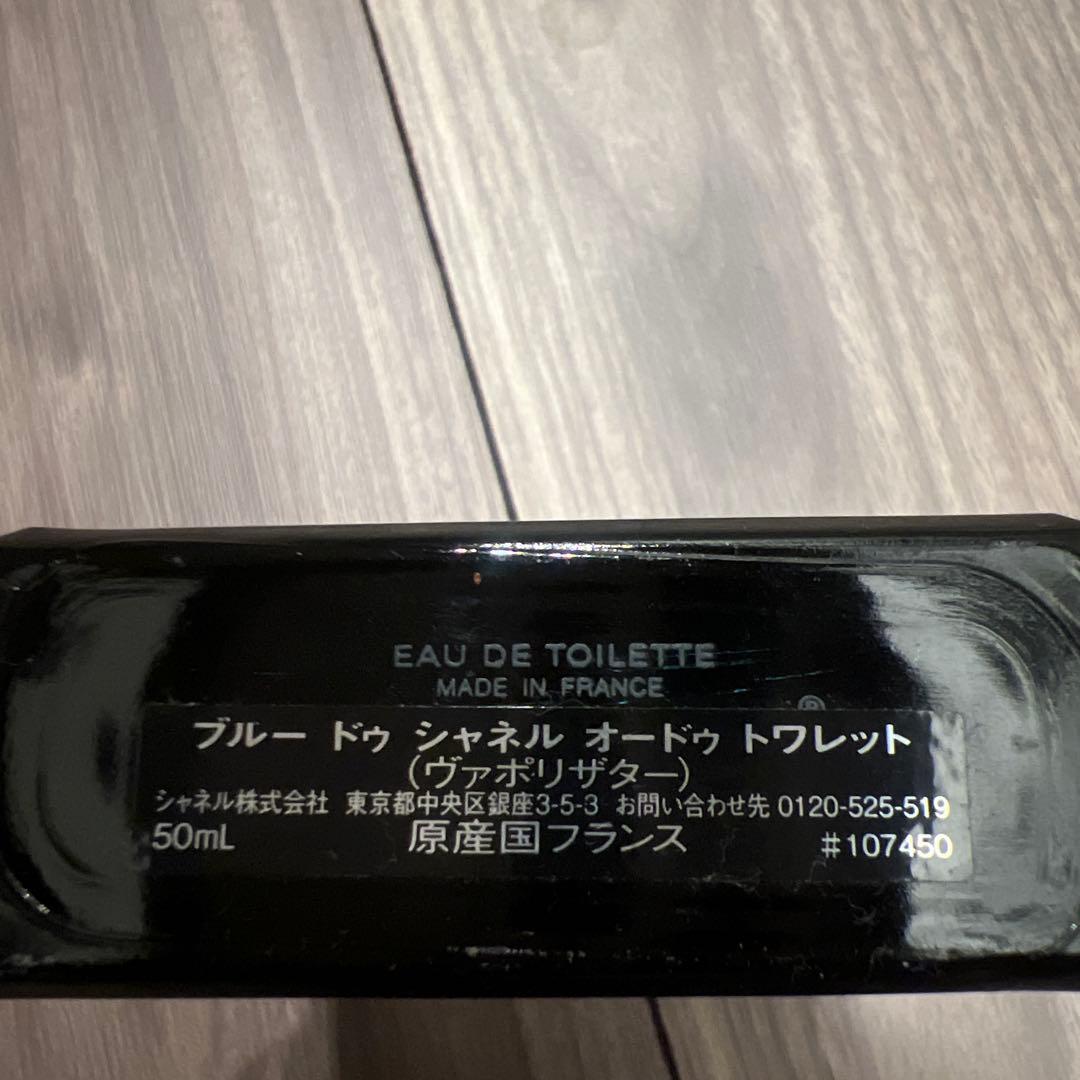 EAU DE TOILETTE
MADE IN FRANCE
®
ブルー ドゥ シャネル オードゥ トワレット
(ヴァポリザター)
シャネル株式会社 東京都中央区銀座3-5-3 お問い合わせ先 0120-525-519
50mL 原産国フランス #107450